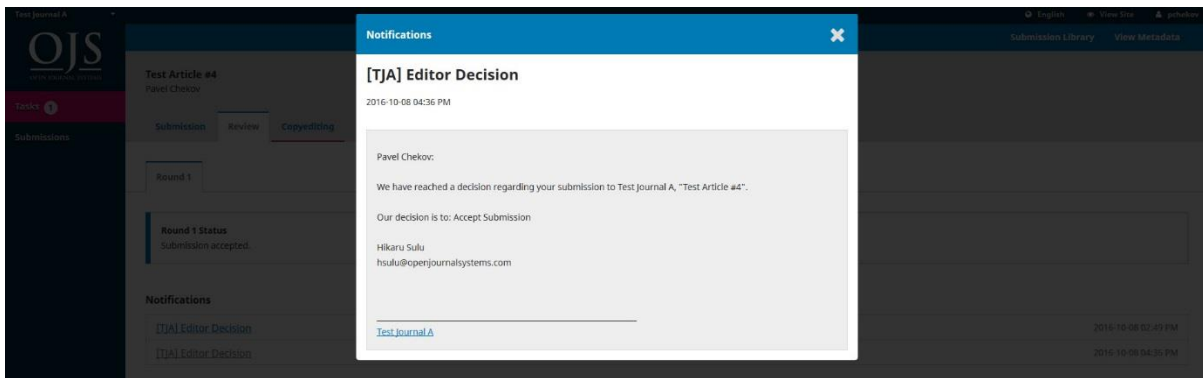 Test Journal A
English
View Site
pchekov
OJS
OPEN JOURNAL SYSTEMS
Submission Library
View Metadata
Tasks 1
Submissions
Test Article #4
Pavel Chekov
Submission
Review
Copyediting
Round 1
Round 1 Status
Submission accepted.
Notifications
[TJA] Editor Decision
2016-10-08 02:49 PM
[TJA] Editor Decision
2016-10-08 04:35 PM
Notifications
[TJA] Editor Decision
2016-10-08 04:36 PM
Pavel Chekov:
We have reached a decision regarding your submission to Test Journal A, "Test Article #4".
Our decision is to: Accept Submission
Hikaru Sulu
hsulu@openjournalsystems.com
Test Journal A